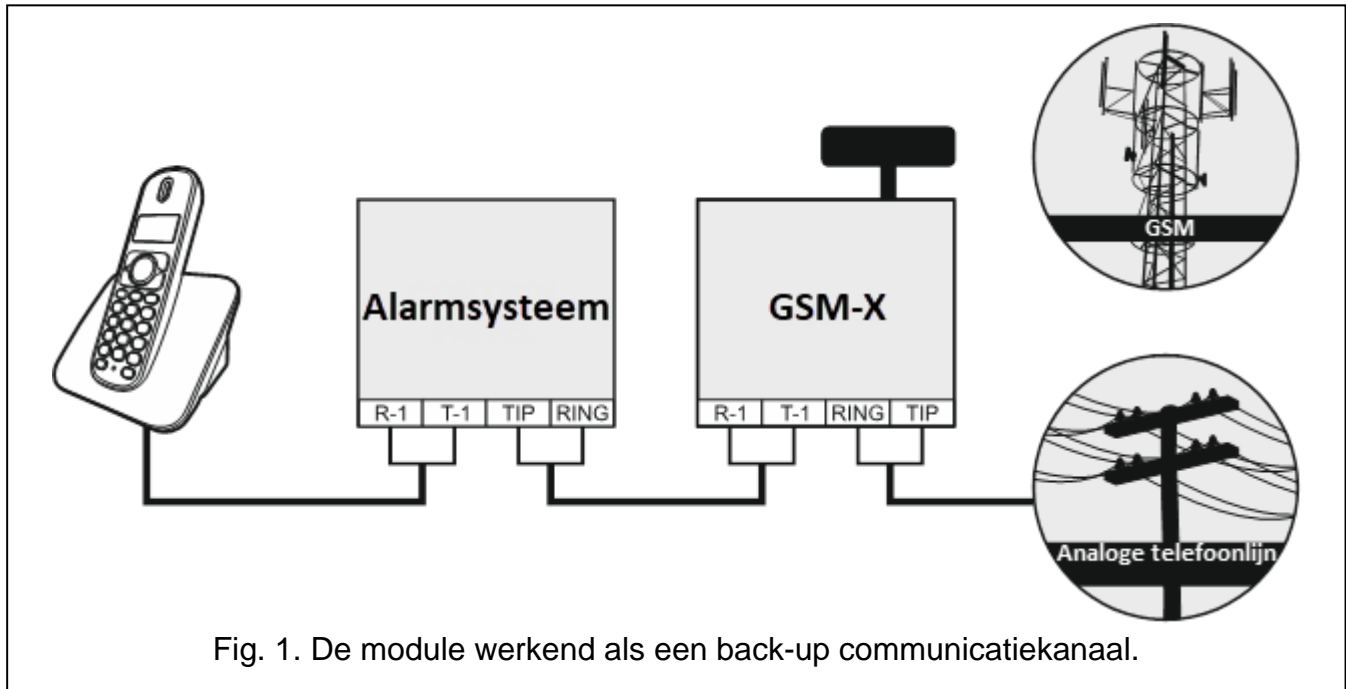 GSM
Alarmsysteem
GSM-X
R-1 T-1 TIP RING
R-1 T-1 RING TIP
Analoge telefoonlijn
Fig. 1. De module werkend als een back-up communicatiekanaal.